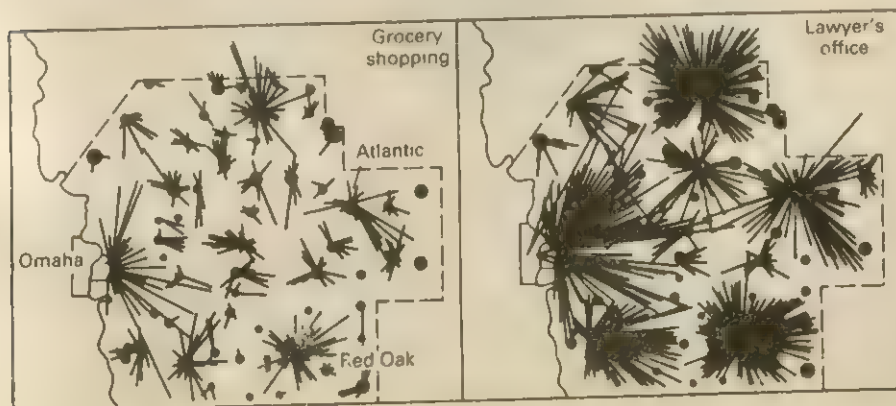 Grocery
shopping
Atlantic
Omaha
Red Oak
Lawyer's
office